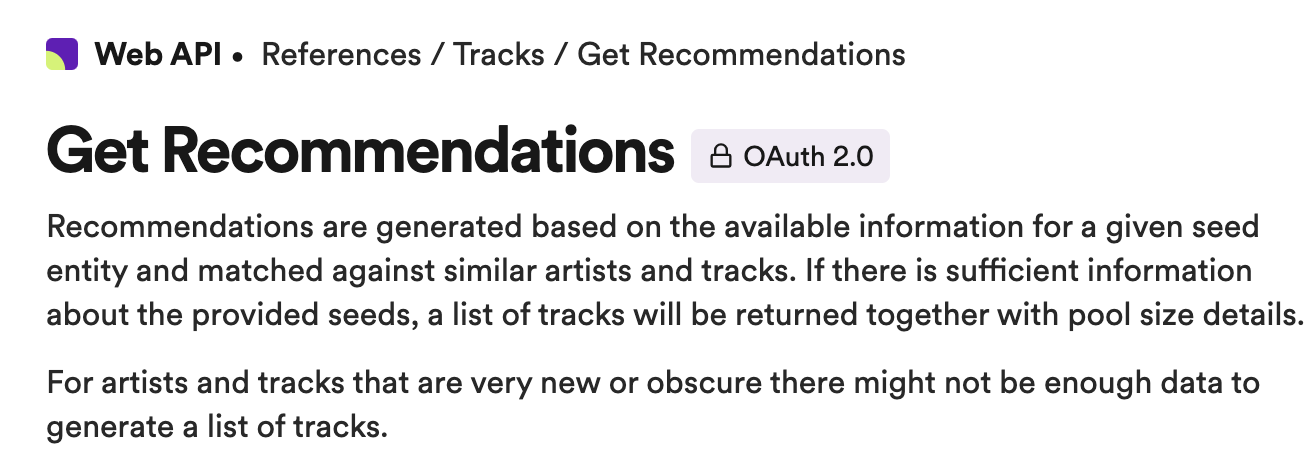 Web API • References / Tracks / Get Recommendations
Get Recommendations OAuth 2.0
Recommendations are generated based on the available information for a given seed
entity and matched against similar artists and tracks. If there is sufficient information
about the provided seeds, a list of tracks will be returned together with pool size details.
For artists and tracks that are very new or obscure there might not be enough data to
generate a list of tracks.